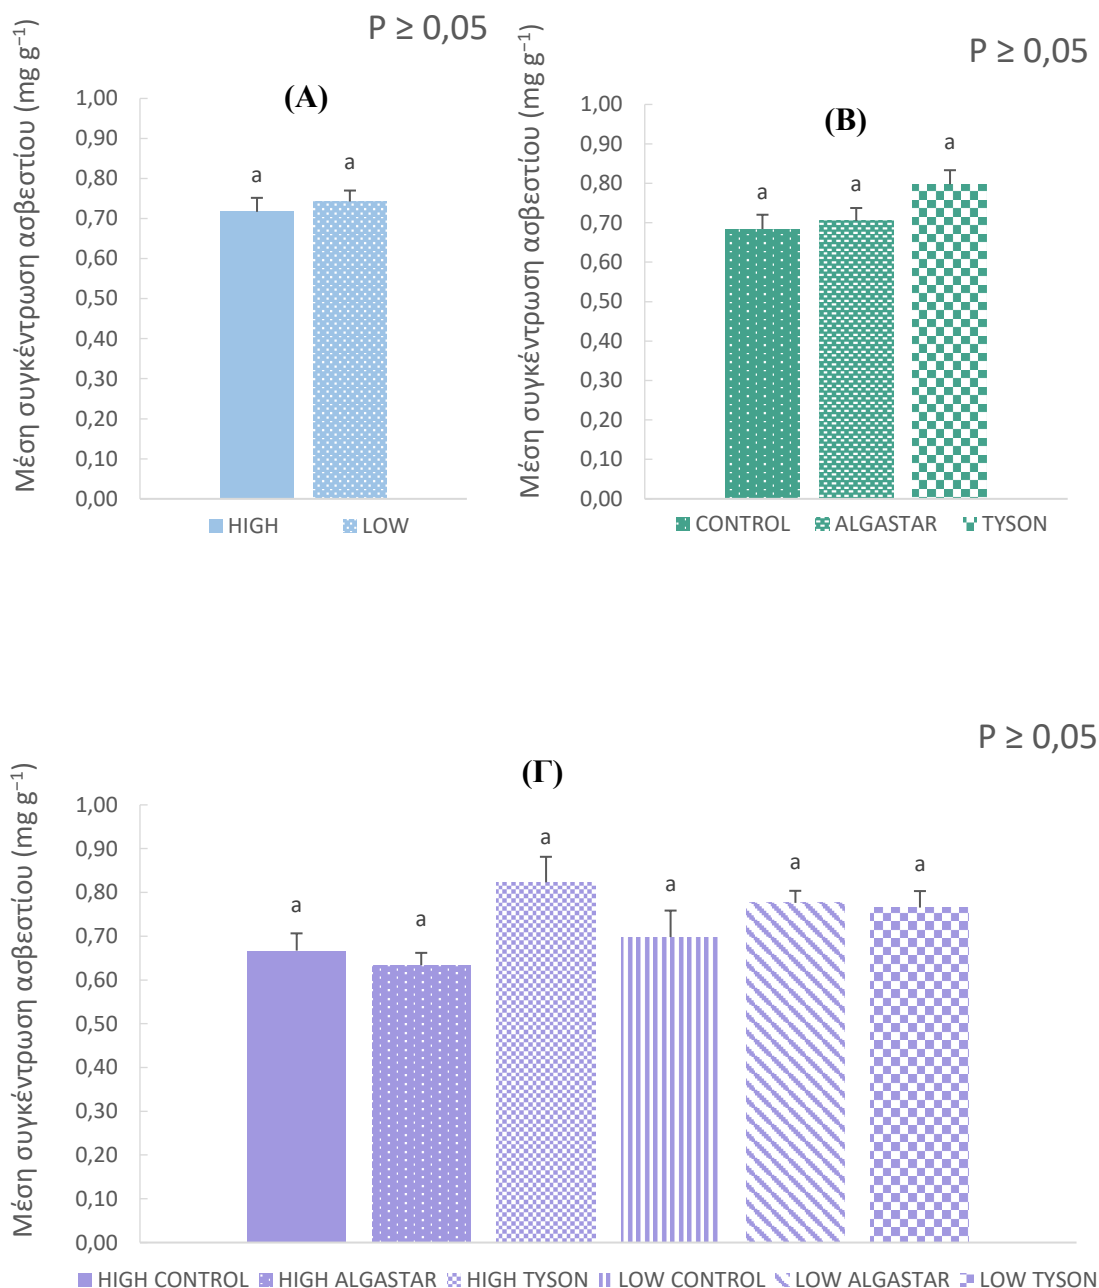 P ≥ 0,05
(Α)
Μέση συγκέντρωση ασβεστίου (mg g⁻¹)
1,00
0,90
0,80
0,70
0,60
0,50
0,40
0,30
0,20
0,10
0,00
a
a
HIGH
LOW
P ≥ 0,05
(Β)
Μέση συγκέντρωση ασβεστίου (mg g⁻¹)
1,00
0,90
0,80
0,70
0,60
0,50
0,40
0,30
0,20
0,10
0,00
a
a
a
CONTROL
ALGASTAR
TYSON
P ≥ 0,05
(Γ)
Μέση συγκέντρωση ασβεστίου (mg g⁻¹)
1,00
0,90
0,80
0,70
0,60
0,50
0,40
0,30
0,20
0,10
0,00
a
a
a
a
a
a
HIGH CONTROL
HIGH ALGASTAR
HIGH TYSON
LOW CONTROL
LOW ALGASTAR
LOW TYSON